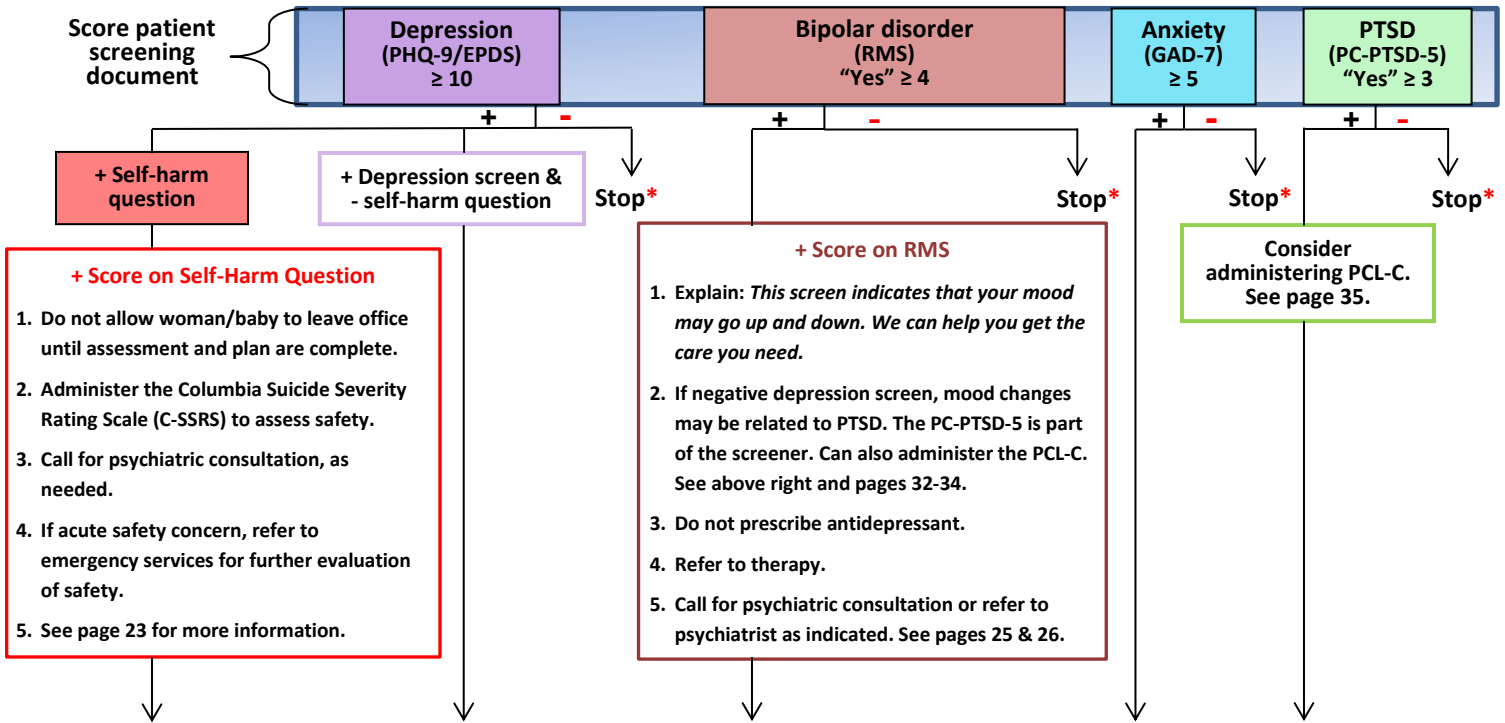 Score patient
screening
document
Depression
(PHQ-9/EPDS)
≥ 10
Bipolar disorder
(RMS)
“Yes” ≥ 4
Anxiety
(GAD-7)
≥ 5
PTSD
(PC-PTSD-5)
“Yes” ≥ 3
+ -
+ -
+ -
+ -
+ Self-harm
question
+ Depression screen &
- self-harm question
Stop*
Stop*
Stop*
Stop*
+ Score on Self-Harm Question
1. Do not allow woman/baby to leave office
until assessment and plan are complete.
2. Administer the Columbia Suicide Severity
Rating Scale (C-SSRS) to assess safety.
3. Call for psychiatric consultation, as
needed.
4. If acute safety concern, refer to
emergency services for further evaluation
of safety.
5. See page 23 for more information.
+ Score on RMS
1. Explain: This screen indicates that your mood
may go up and down. We can help you get the
care you need.
2. If negative depression screen, mood changes
may be related to PTSD. The PC-PTSD-5 is part
of the screener. Can also administer the PCL-C.
See above right and pages 32-34.
3. Do not prescribe antidepressant.
4. Refer to therapy.
5. Call for psychiatric consultation or refer to
psychiatrist as indicated. See pages 25 & 26.
Consider
administering PCL-C.
See page 35.